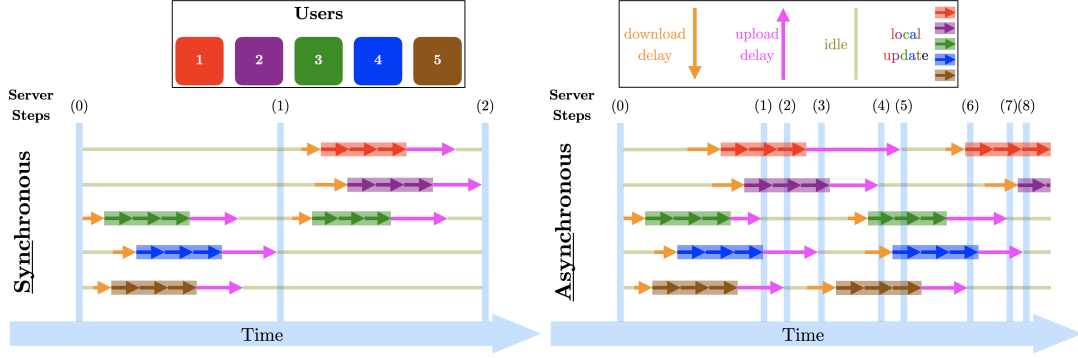 Users
1 2 3 4 5
download delay
upload delay
idle
local update
Server Steps
(0) (1) (2)
Synchronous
Time
Server Steps
(0) (1) (2) (3) (4) (5) (6) (7) (8)
Asynchronous
Time